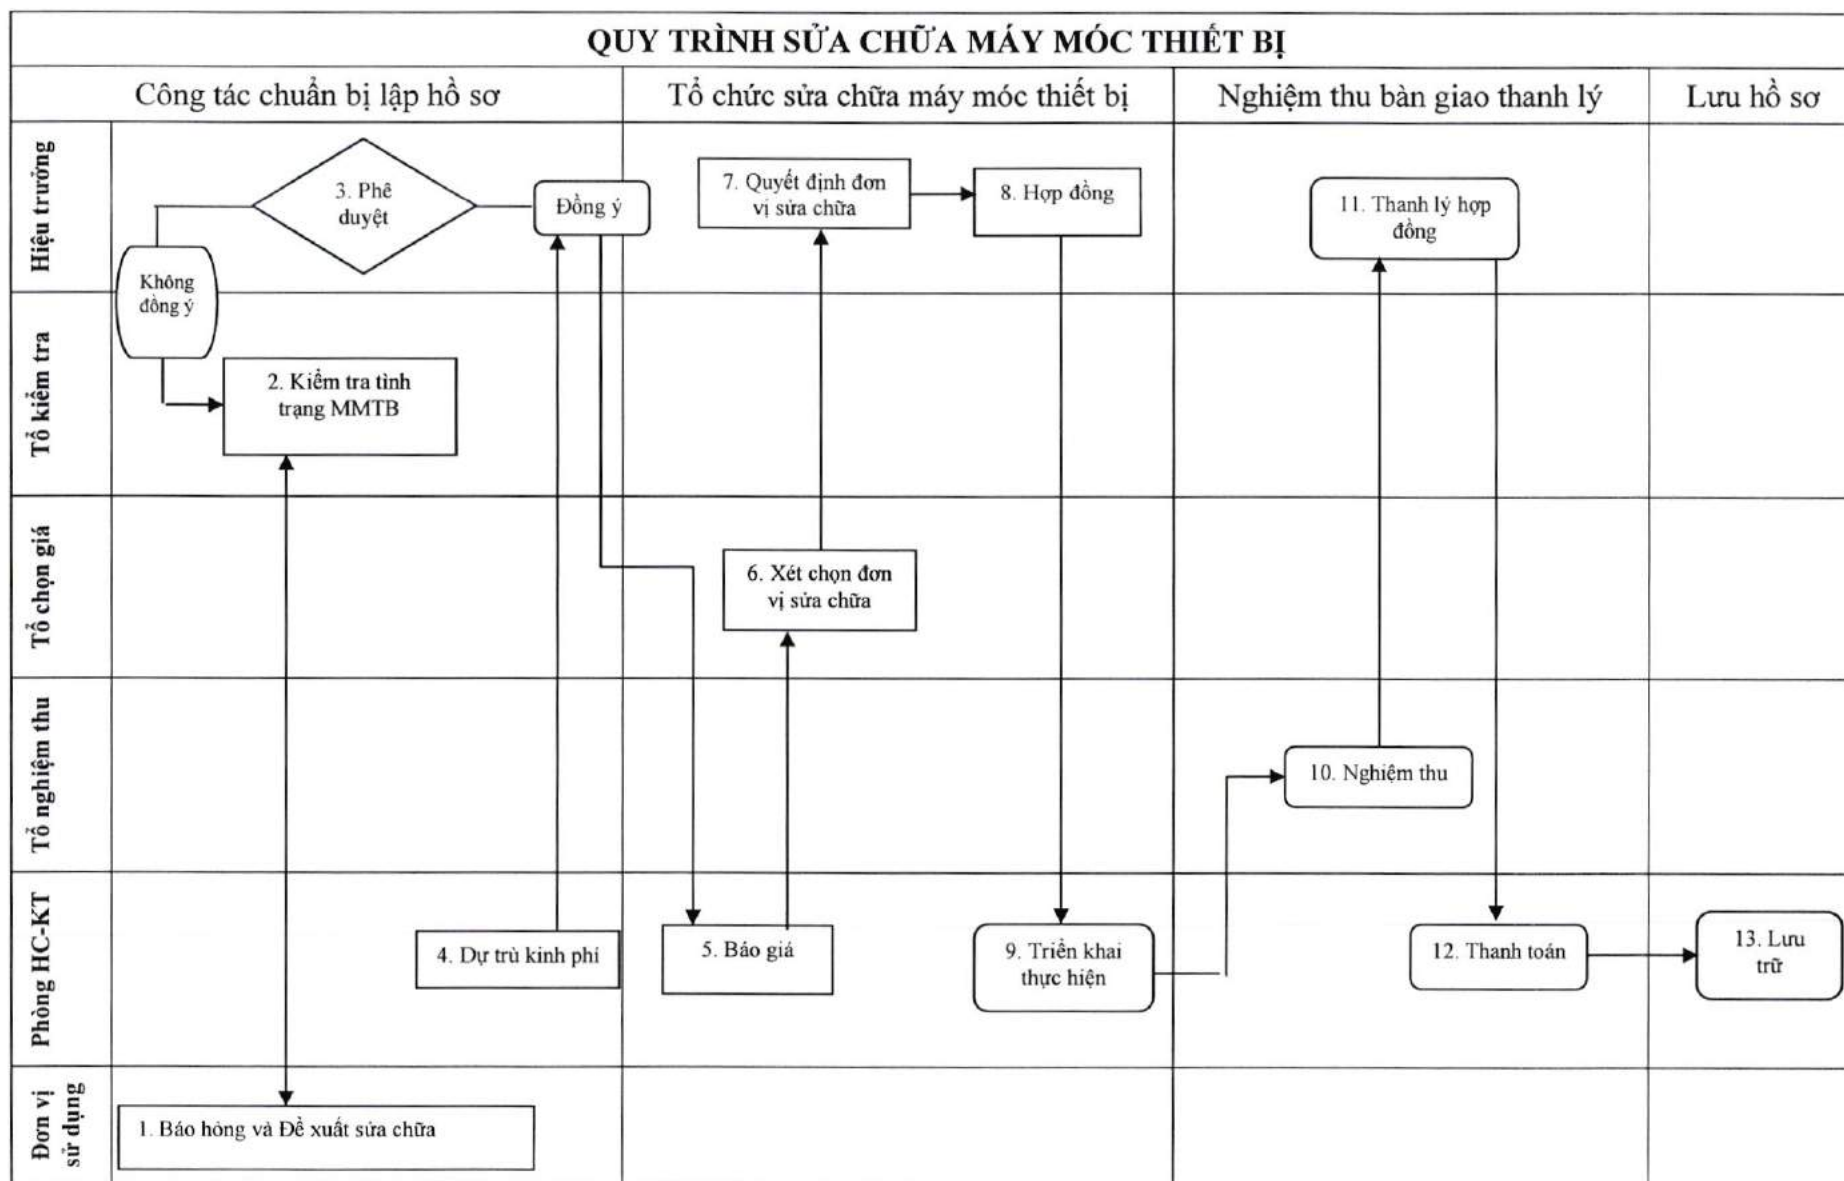 QUY TRÌNH SỬA CHỮA MÁY MÓC THIẾT BỊ
Công tác chuẩn bị lập hồ sơ
Tổ chức sửa chữa máy móc thiết bị
Nghiệm thu bàn giao thanh lý
Lưu hồ sơ
Hiệu trưởng
3. Phê
duyệt
Đồng ý
Không
đồng ý
7. Quyết định đơn
vị sửa chữa
8. Hợp đồng
11. Thanh lý hợp
đồng
Tổ kiểm tra
2. Kiểm tra tình
trạng MMTB
Tổ chọn giá
6. Xét chọn đơn
vị sửa chữa
Tổ nghiệm thu
10. Nghiệm thu
Phòng HC-KT
4. Dự trù kinh phí
5. Báo giá
9. Triển khai
thực hiện
12. Thanh toán
13. Lưu
trữ
Đơn vị
sử dụng
1. Báo hỏng và Đề xuất sửa chữa